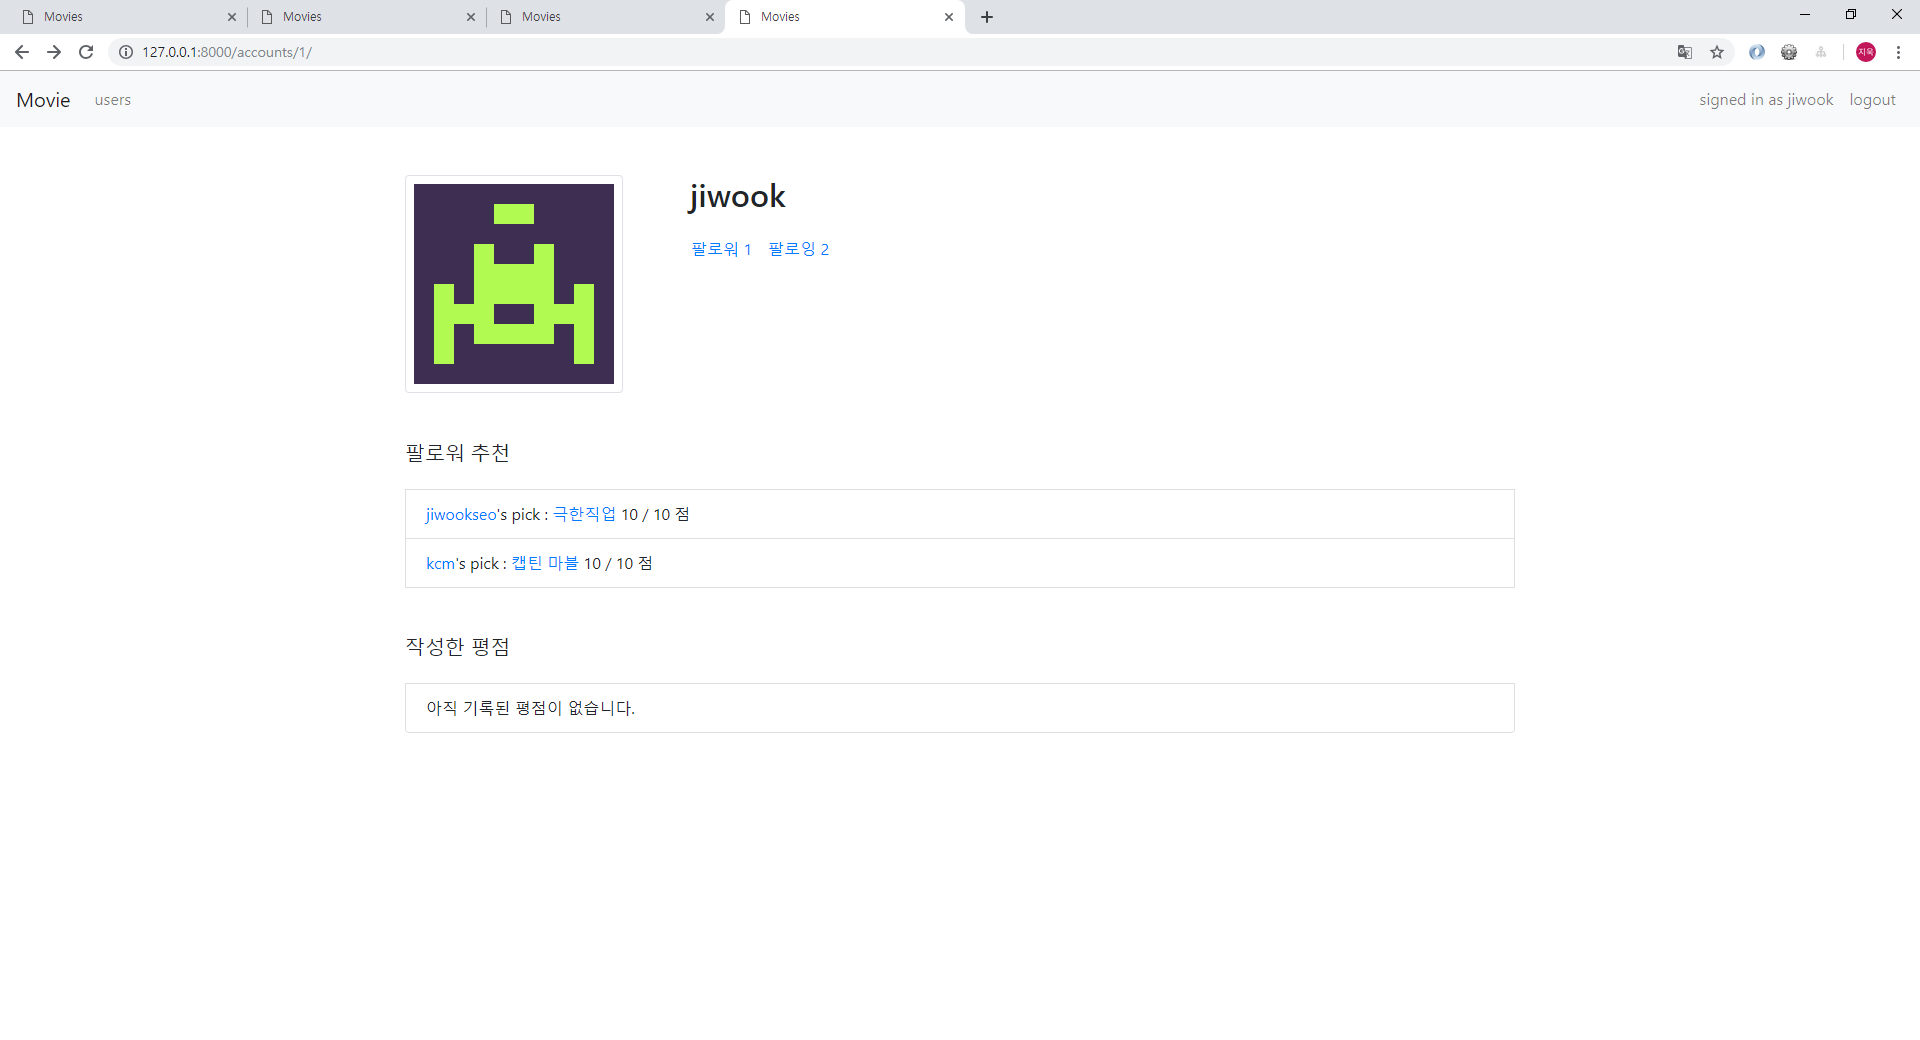 Movies Movies Movies Movies
127.0.0.1:8000/accounts/1/
지욱
Movie users signed in as jiwook logout
jiwook
팔로워 1 팔로잉 2
팔로워 추천
jiwookseo's pick : 극한직업 10 / 10 점
kcm's pick : 캡틴 마블 10 / 10 점
작성한 평점
아직 기록된 평점이 없습니다.